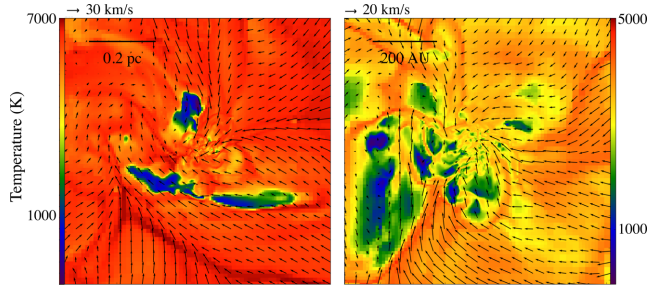 → 30 km/s
→ 20 km/s
7000
5000
0.2 pc
200 AU
Temperature (K)
1000
1000